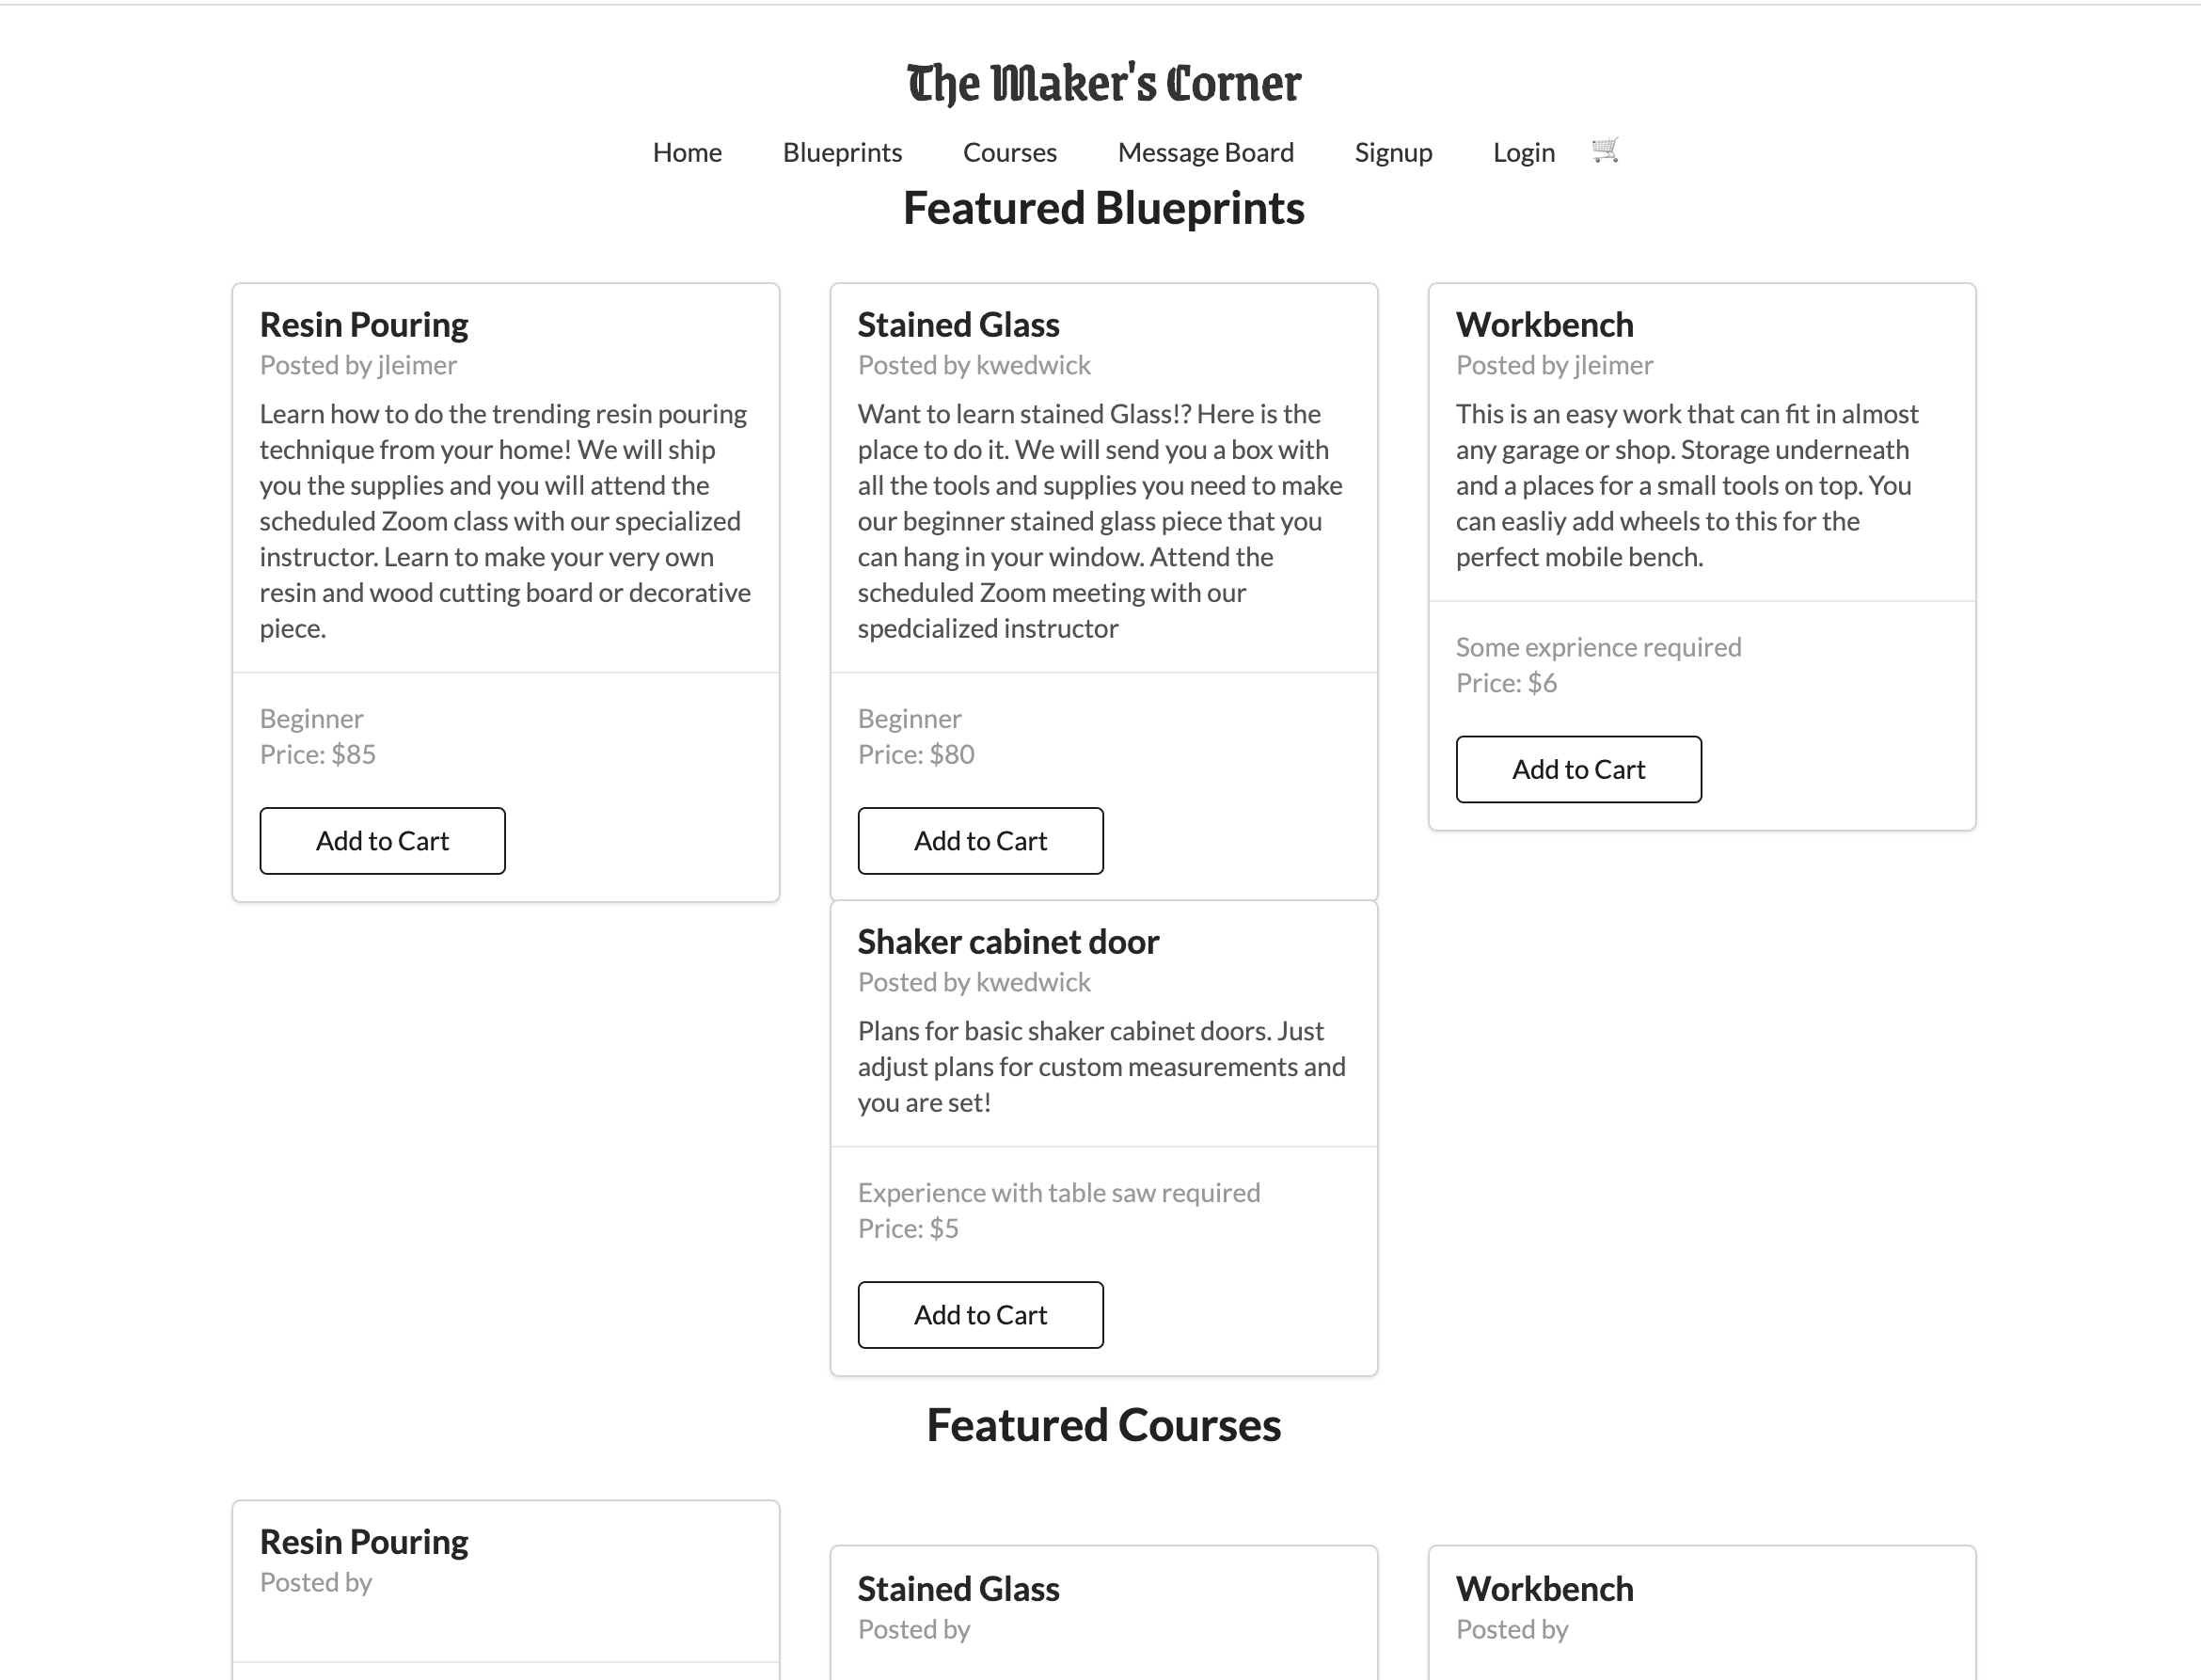 The Maker's Corner
Home Blueprints Courses Message Board Signup Login
Featured Blueprints
Resin Pouring
Posted by jleimer
Learn how to do the trending resin pouring
technique from your home! We will ship
you the supplies and you will attend the
scheduled Zoom class with our specialized
instructor. Learn to make your very own
resin and wood cutting board or decorative
piece.
Beginner
Price: $85
Add to Cart
Stained Glass
Posted by kwedwick
Want to learn stained Glass!? Here is the
place to do it. We will send you a box with
all the tools and supplies you need to make
our beginner stained glass piece that you
can hang in your window. Attend the
scheduled Zoom meeting with our
spedcialized instructor
Beginner
Price: $80
Add to Cart
Workbench
Posted by jleimer
This is an easy work that can fit in almost
any garage or shop. Storage underneath
and a places for a small tools on top. You
can easliy add wheels to this for the
perfect mobile bench.
Some exprience required
Price: $6
Add to Cart
Shaker cabinet door
Posted by kwedwick
Plans for basic shaker cabinet doors. Just
adjust plans for custom measurements and
you are set!
Experience with table saw required
Price: $5
Add to Cart
Featured Courses
Resin Pouring
Posted by
Stained Glass
Posted by
Workbench
Posted by